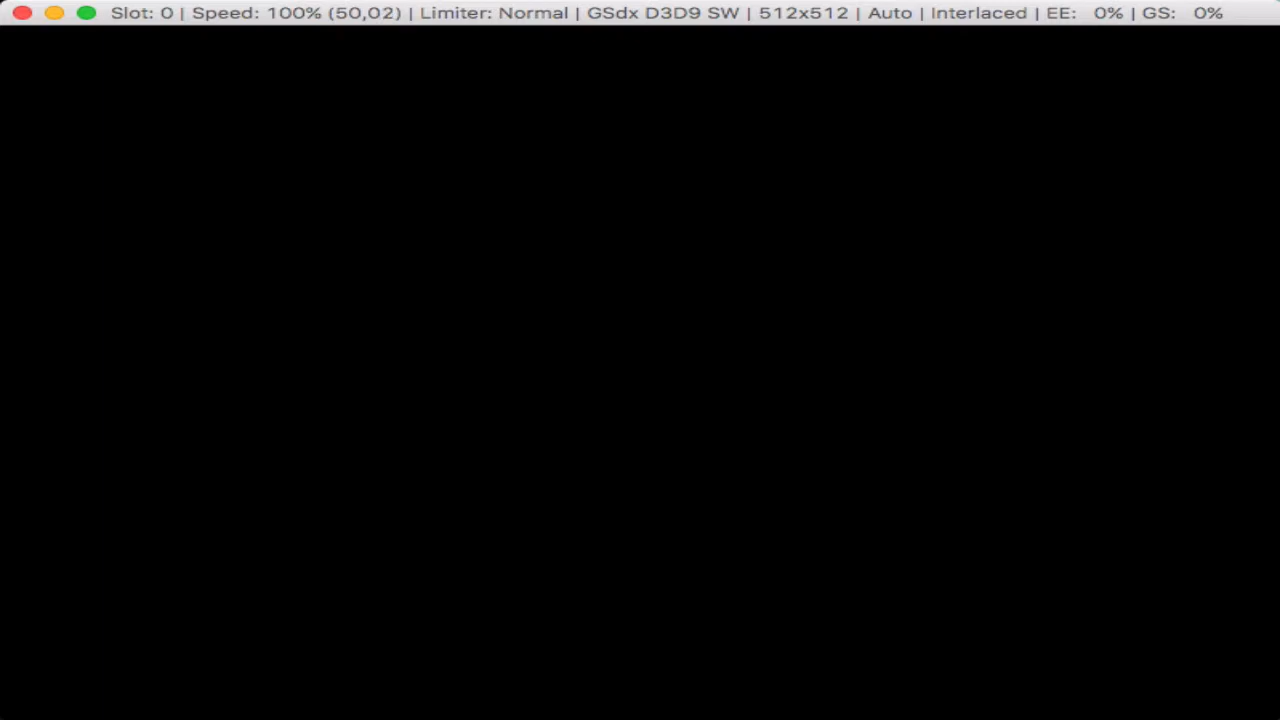 Slot: 0 | Speed: 100% (50,02) | Limiter: Normal | GSdx D3D9 SW | 512x512 | Auto | Interlaced | EE: 0% | GS: 0%